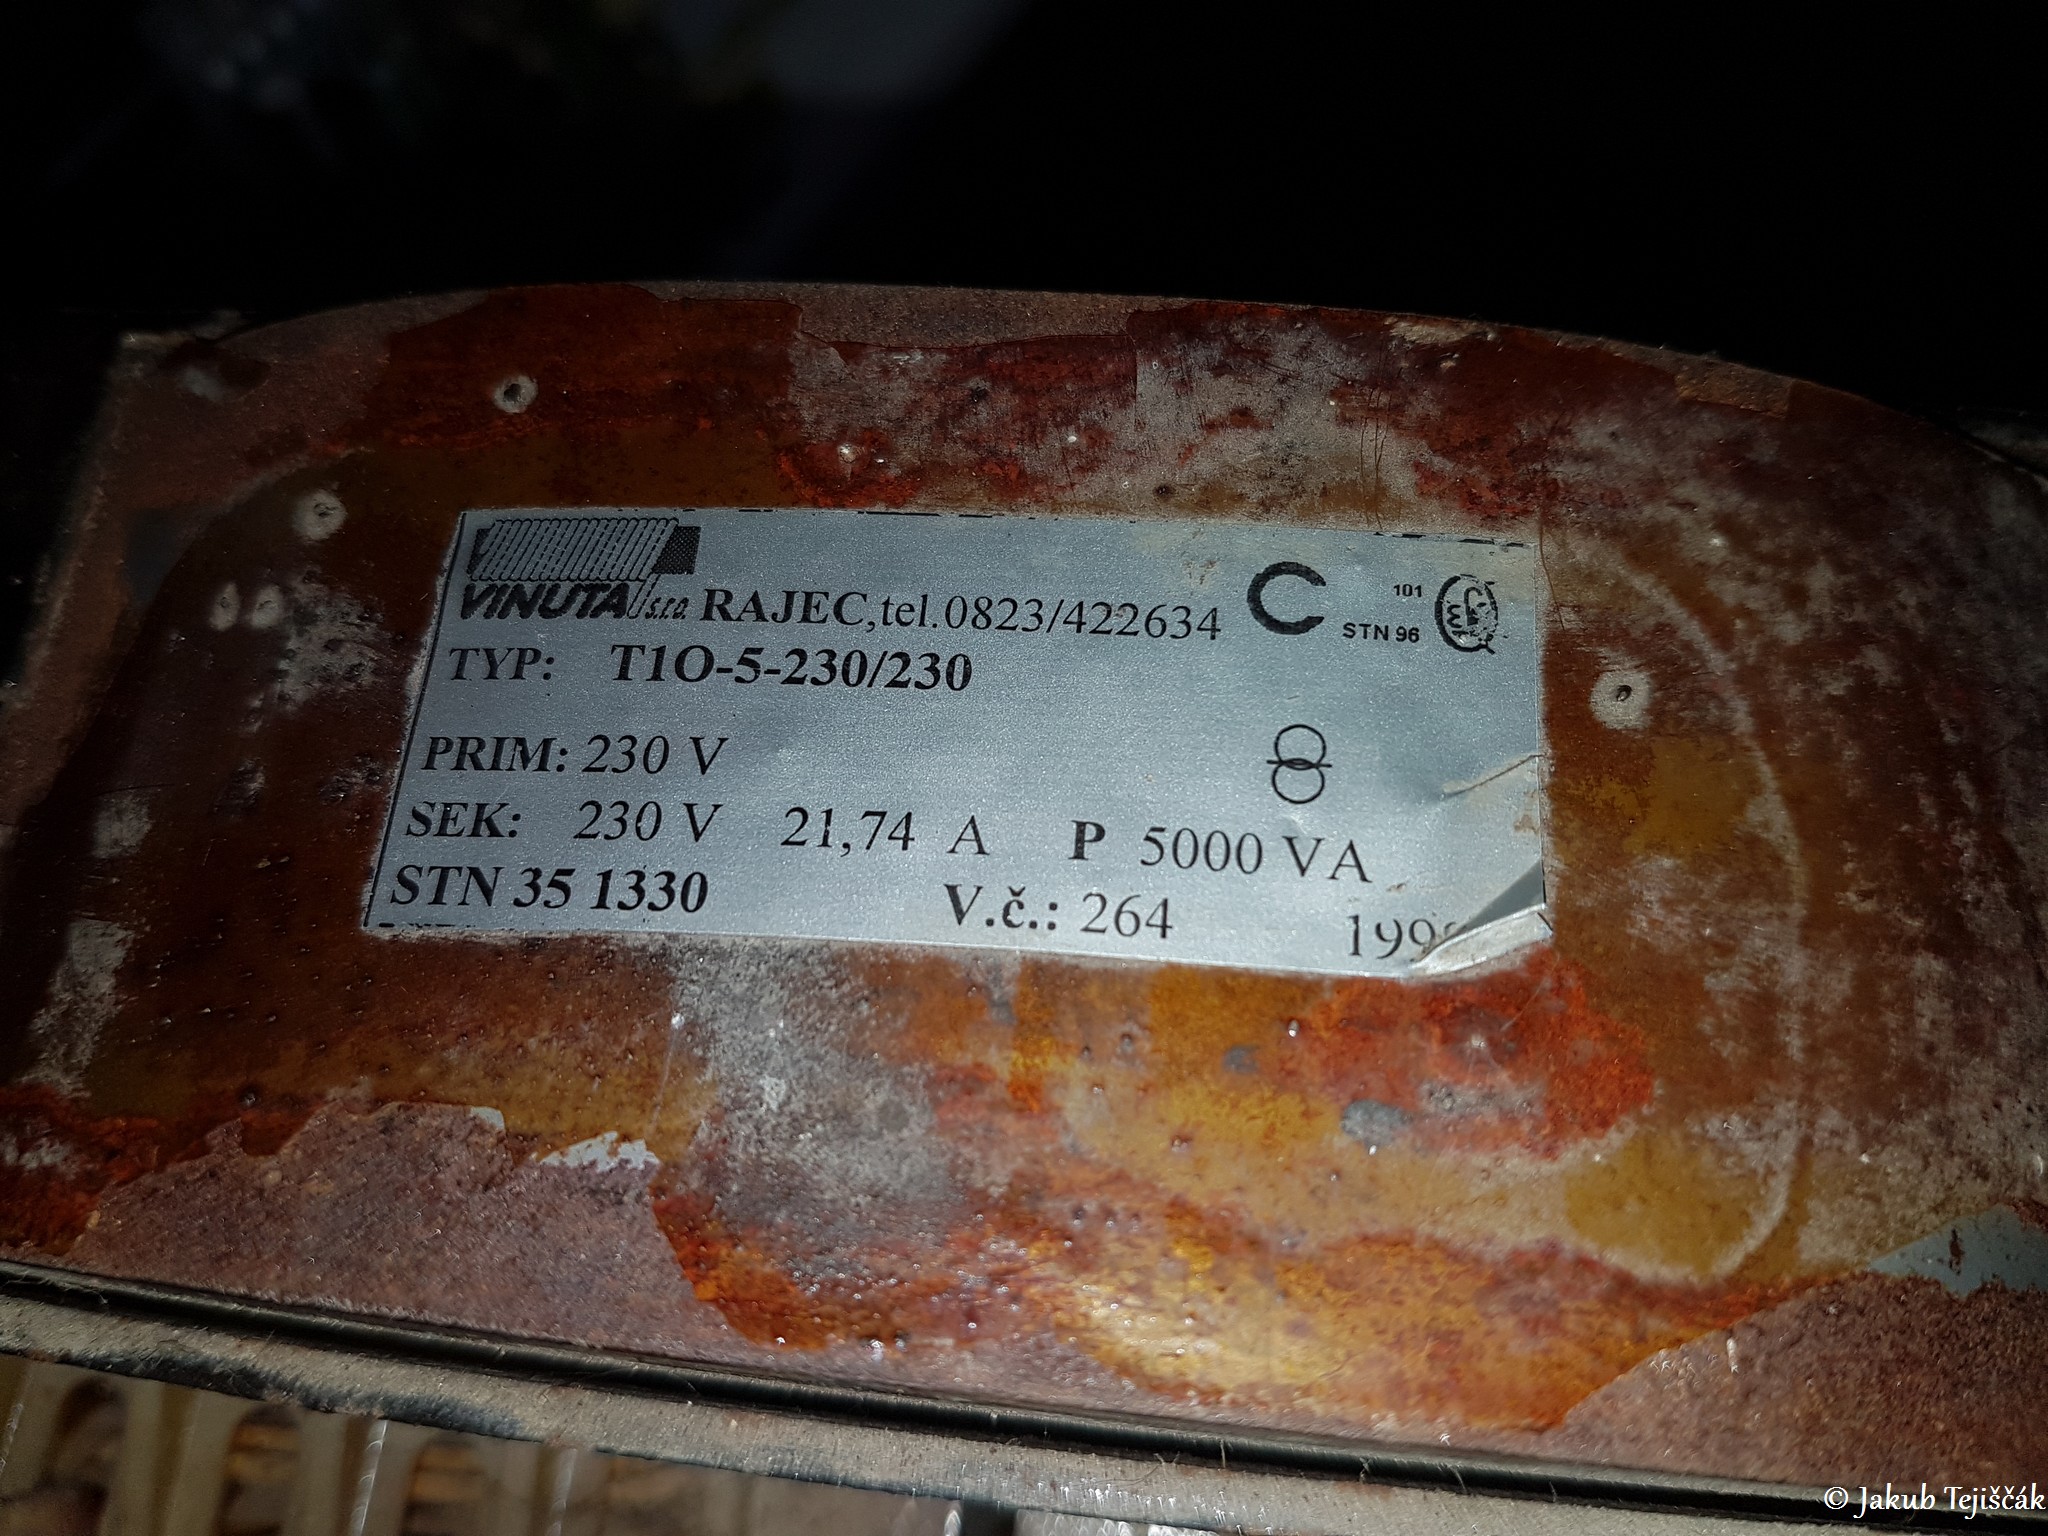 VINUTA s.r.o. RAJEC,tel.0823/422634
101
STN 96
TYP: T1O-5-230/230
PRIM: 230 V
SEK: 230 V 21,74 A P 5000 VA
STN 35 1330
V.č.: 264
© Jakub Tejiščák